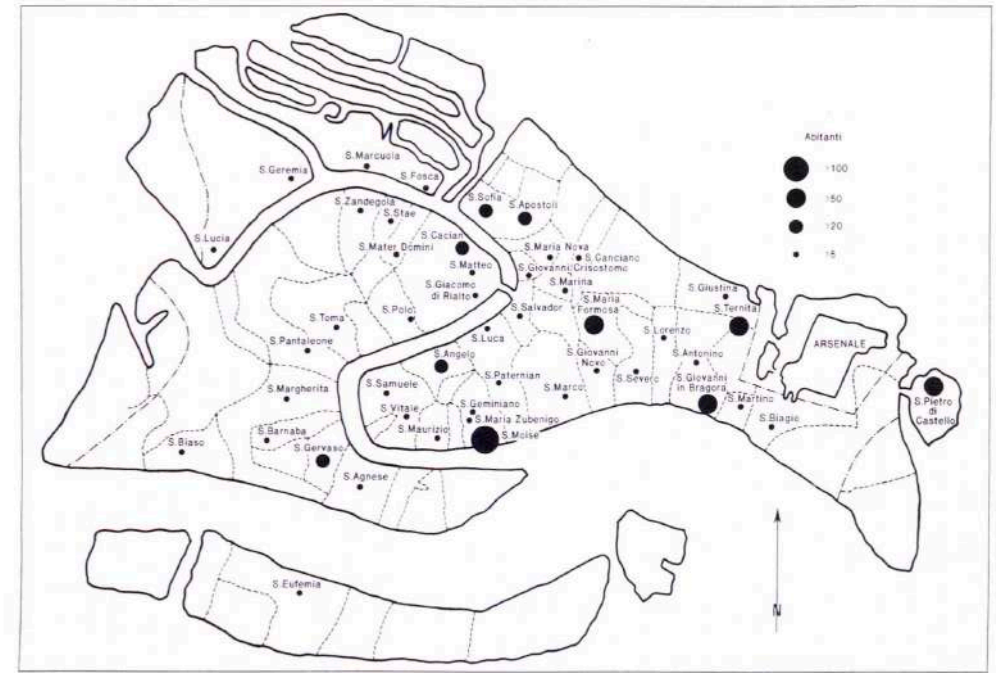 Abitanti
>100
>50
>20
>5
S.Marcuola
S.Geremia
S.Fosca
S.Zandegolà
S.Stae
S.Sofia
S.Apostoli
S.Lucia
S.Cacian
S.Mater Domini
S.Maria Nova
S.Canciano
S.Matteo
S.Giovanni Crisostomo
S.Giacomo
di Rialto
S.Marina
S.Giustina
S.Maria
Formosa
S.Ternita
S.Toma
S.Polo
S.Salvador
S.Luca
S.Lorenzo
ARSENALE
S.Pantaleone
S.Angelo
S.Giovanni
Novo
S.Antonino
S.Samuele
S.Paternian
S.Severo
S.Giovanni
in Bragora
S.Margherita
S.Marco
S.Martino
S.Pietro
di
Castello
S.Vitale
S.Geminiano
S.Maria Zubenigo
S.Biagio
S.Barnaba
S.Maurizio
S.Moisè
S.Biaso
S.Gervaso
S.Agnese
S.Eufemia
N